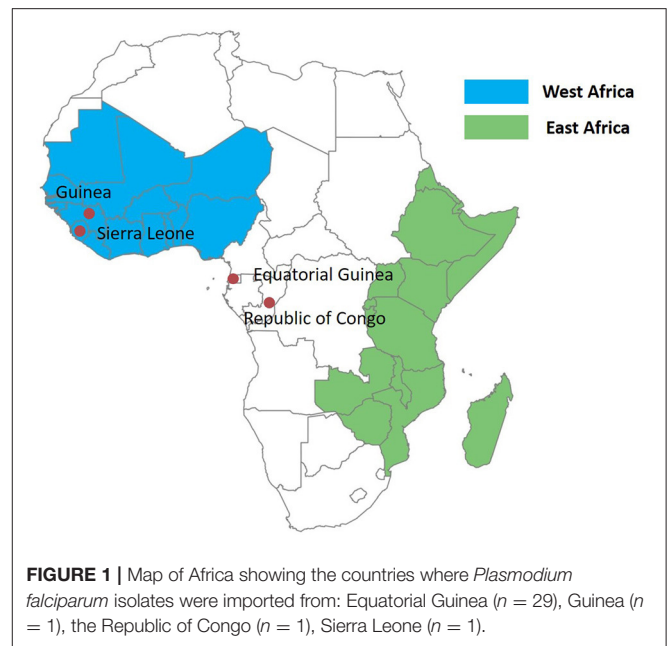 West Africa
East Africa
Guinea
Sierra Leone
Equatorial Guinea
Republic of Congo
FIGURE 1 | Map of Africa showing the countries where Plasmodium
falciparum isolates were imported from: Equatorial Guinea (n = 29), Guinea (n
= 1), the Republic of Congo (n = 1), Sierra Leone (n = 1).